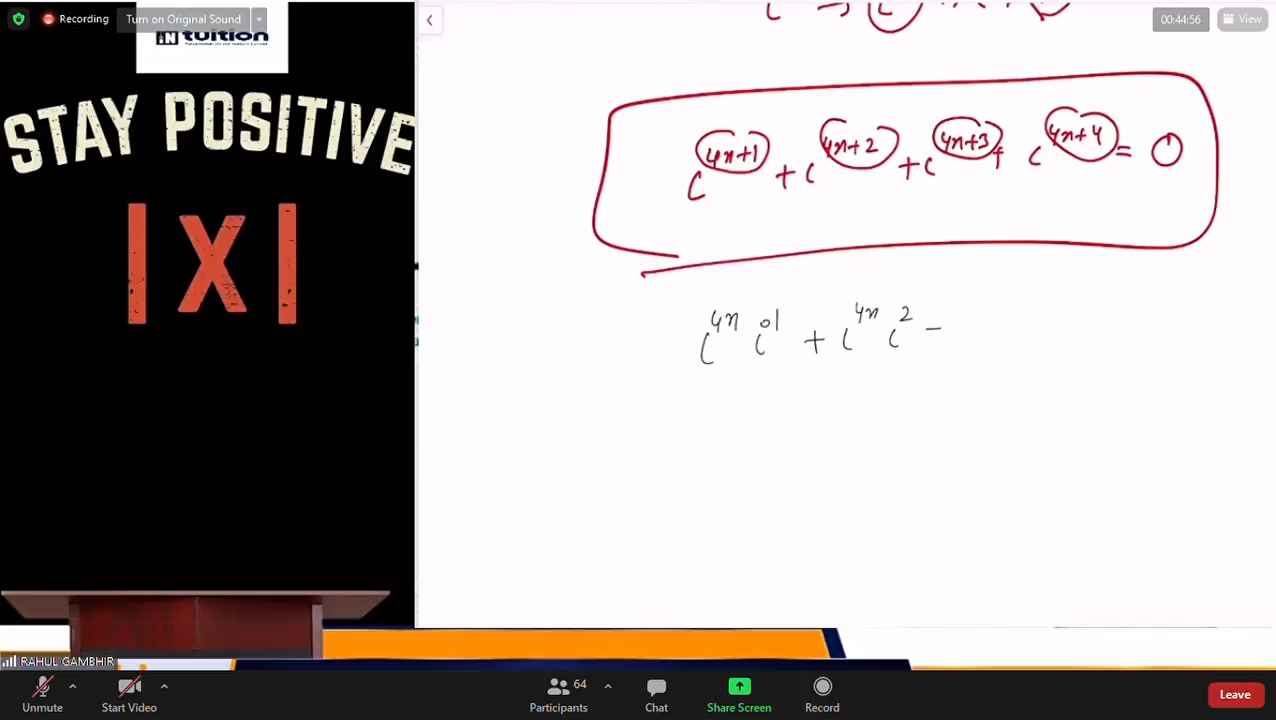 Recording
Turn on Original Sound
00:44:56
View
iN tuition
STAY POSITIVE
|X|
i^{4n+1} + i^{4n+2} + i^{4n+3} + i^{4n+4} = 0
i^{4n} i^{1} + i^{4n} i^{2} -
RAHUL GAMBHIR
Unmute
Start Video
64
Participants
Chat
Share Screen
Record
Leave